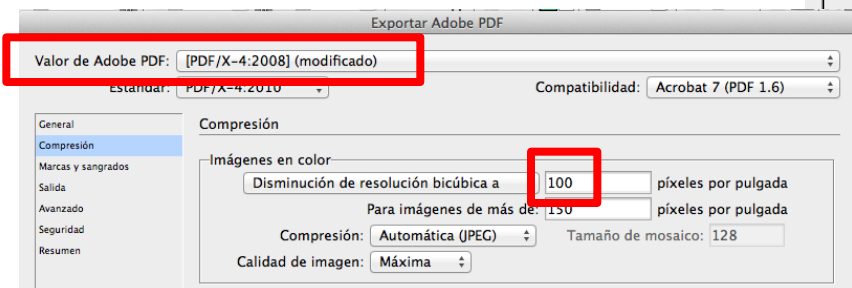 Exportar Adobe PDF
Valor de Adobe PDF: [PDF/X-4:2008] (modificado)
Estándar: PDF/X-4:2010 Compatibilidad: Acrobat 7 (PDF 1.6)
General
Compresión
Marcas y sangrados
Salida
Avanzado
Seguridad
Resumen
Compresión
Imágenes en color
Disminución de resolución bicúbica a 100 píxeles por pulgada
Para imágenes de más de: 150 píxeles por pulgada
Compresión: Automática (JPEG) Tamaño de mosaico: 128
Calidad de imagen: Máxima